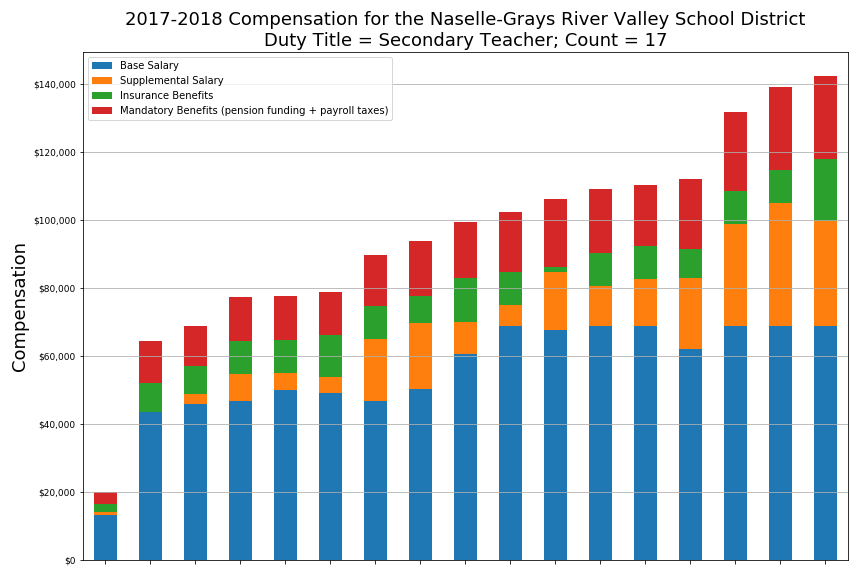 2017-2018 Compensation for the Naselle-Grays River Valley School District
Duty Title = Secondary Teacher; Count = 17
Base Salary
Supplemental Salary
Insurance Benefits
Mandatory Benefits (pension funding + payroll taxes)
$140,000
$120,000
$100,000
$80,000
$60,000
$40,000
$20,000
$0
Compensation